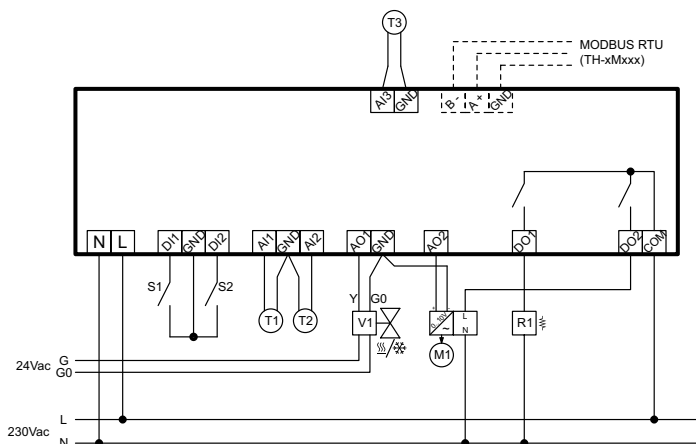 T3
MODBUS RTU
(TH-xMxxx)
AI3
GND
B -
A +
GND
N
L
DI1
GND
DI2
AI1
GND
AI2
AO1
GND
AO2
DO1
DO2
COM
S1
S2
Y
G0
T1
T2
V1
0..10V
~
+
-
L
N
R1
M1
24Vac
G
G0
L
230Vac
N